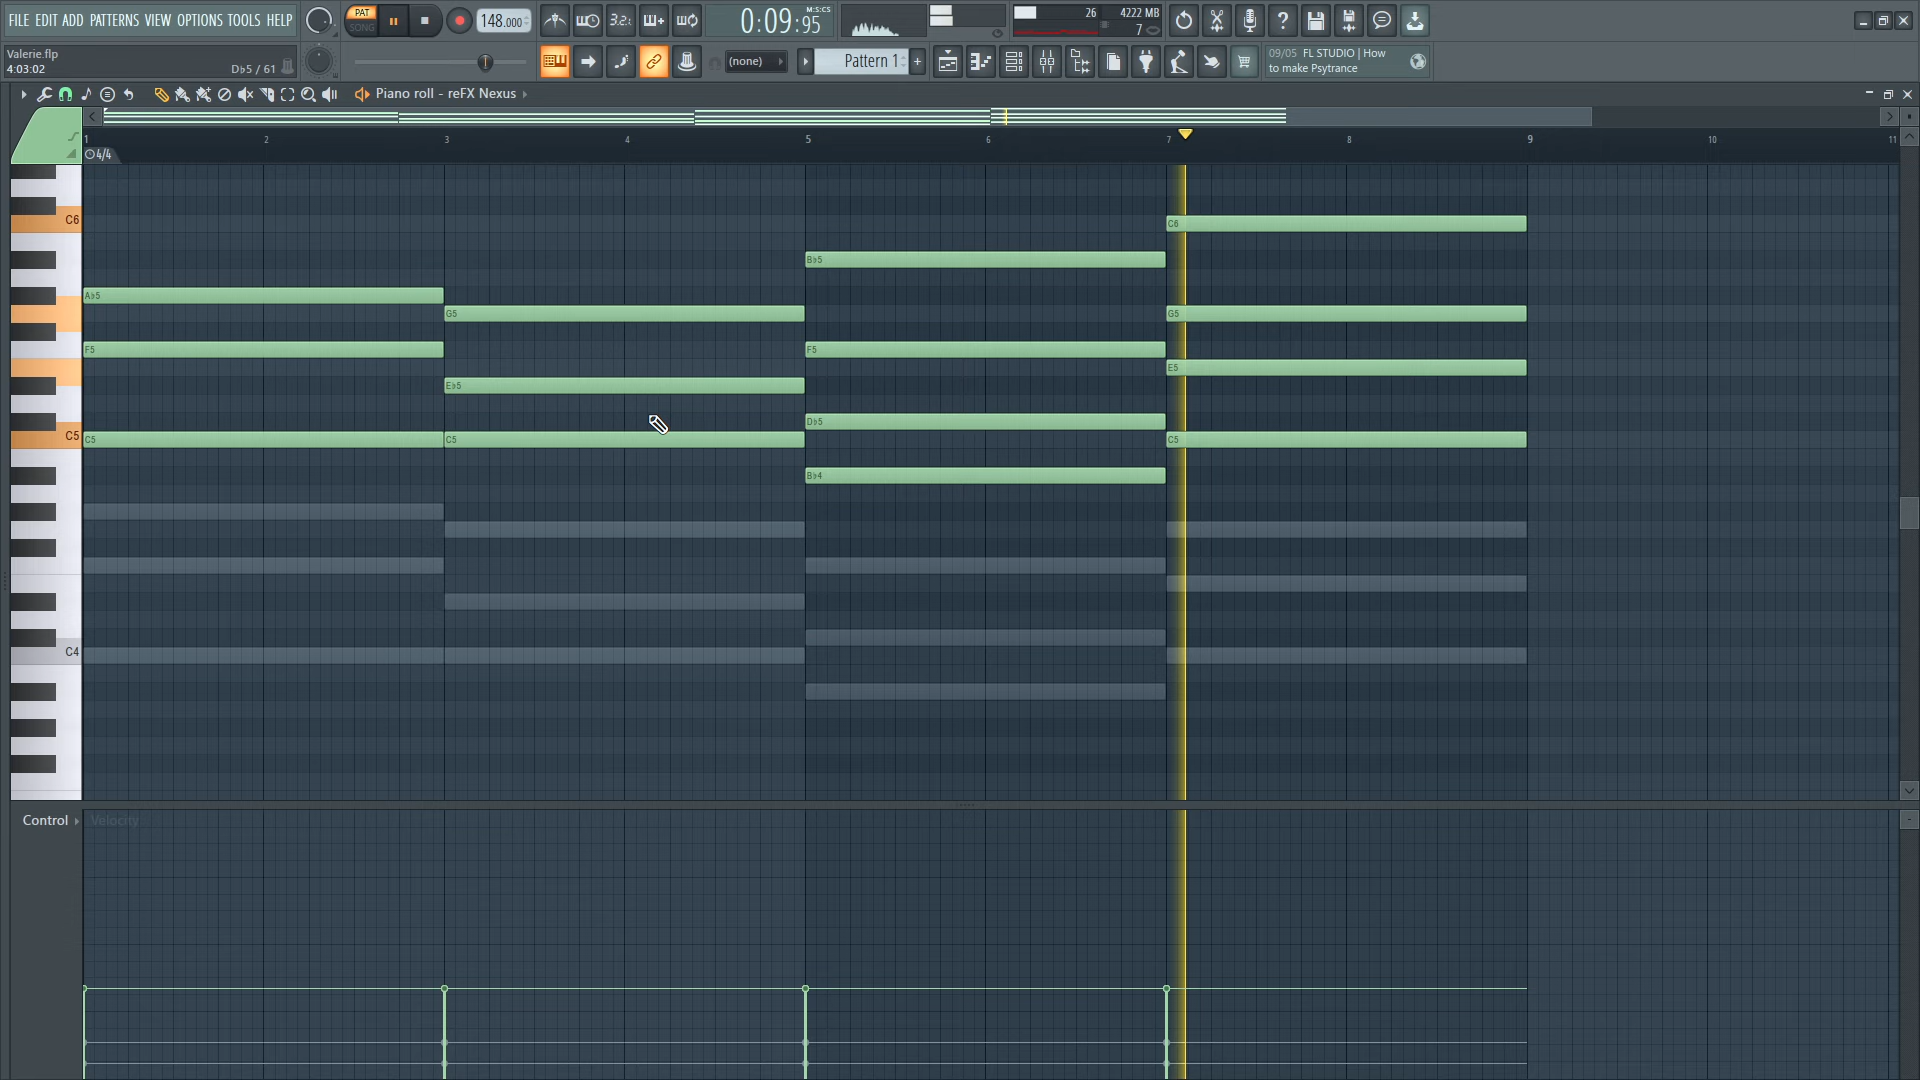 FILE EDIT ADD PATTERNS VIEW OPTIONS TOOLS HELP
PAT
SONG
148.000
3.2.
0:09:95
M:S:CS
26
4222 MB
7
Valerie.flp
4:03:02
D♭5 / 61
(none)
Pattern 1
09/05 FL STUDIO | How
to make Psytrance
Piano roll - reFX Nexus
1 2 3 4 5 6 7 8 9 10 11
4/4
C6
C6
B♭5
A♭5
G5
G5
F5
F5
E5
E♭5
D♭5
C5
C5
C5
C5
B♭4
C4
Control
Velocity